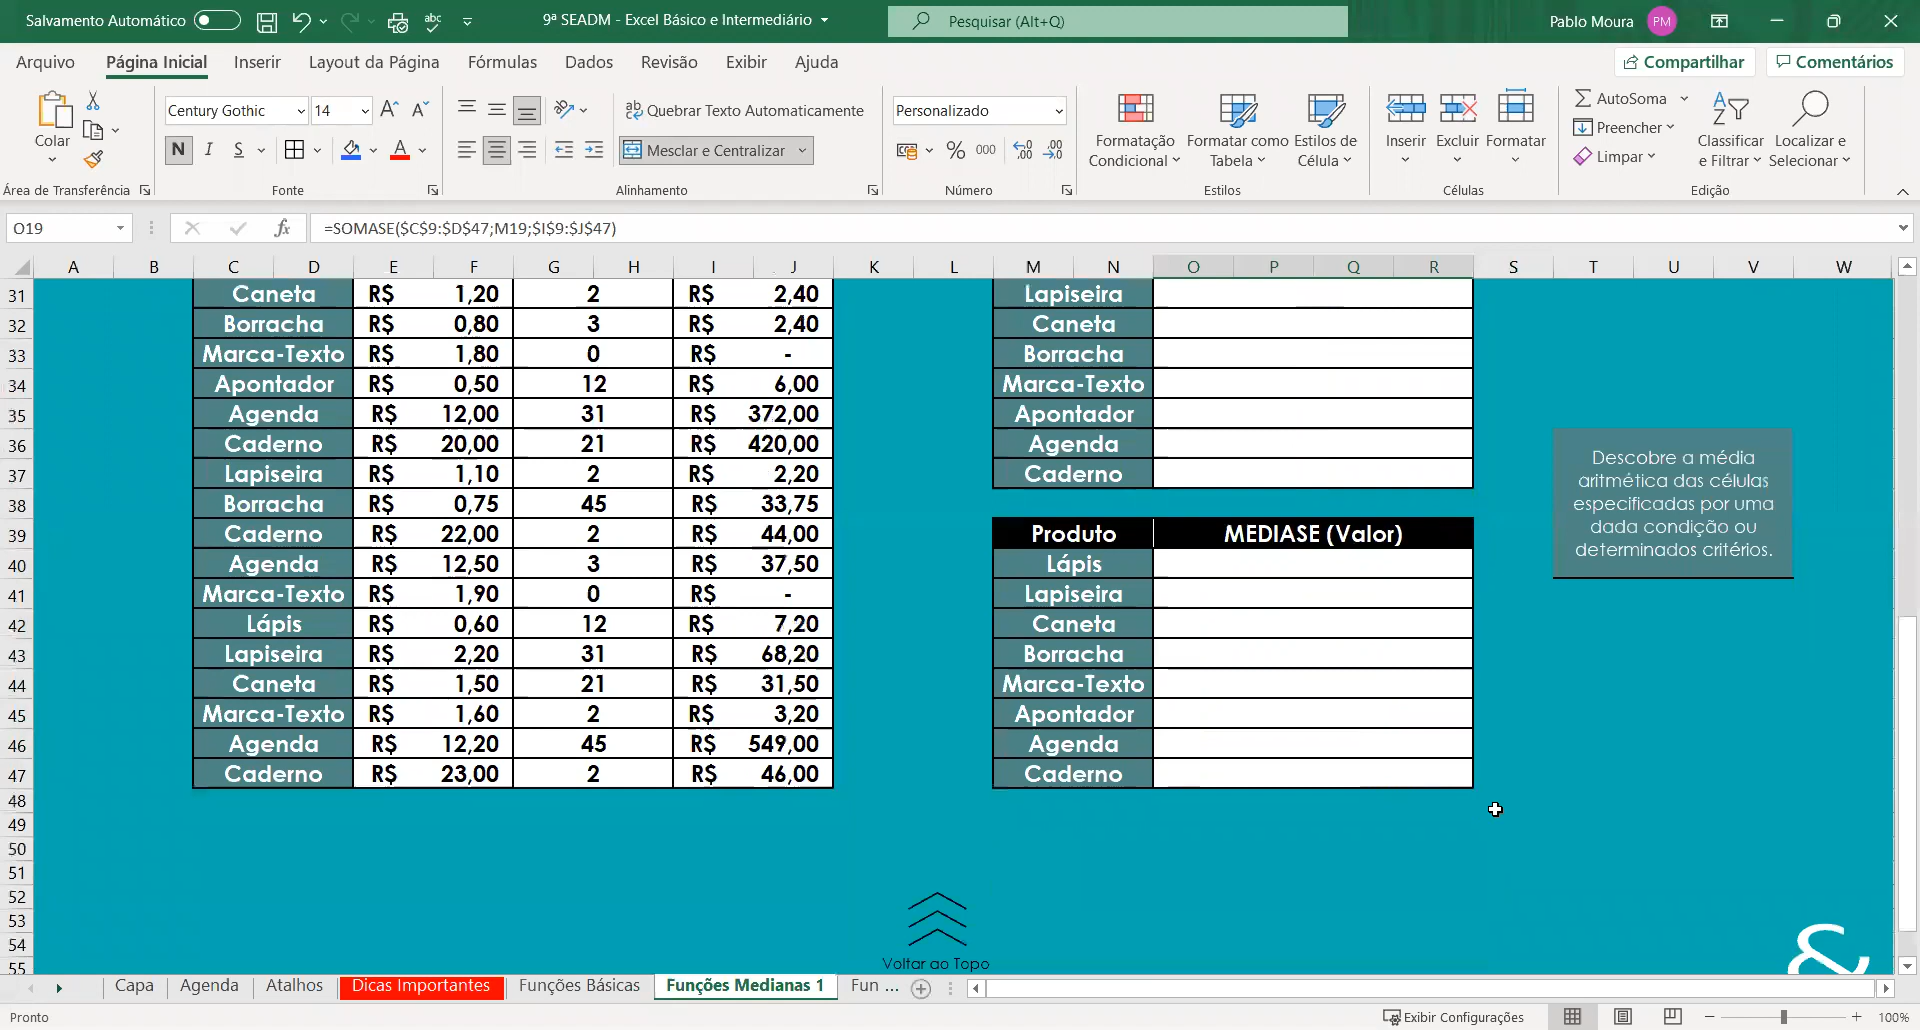 Salvamento Automático
abc
9ª SEADM - Excel Básico e Intermediário
Pesquisar (Alt+Q)
Pablo Moura
PM
Arquivo
Página Inicial
Inserir
Layout da Página
Fórmulas
Dados
Revisão
Exibir
Ajuda
Compartilhar
Comentários
Colar
Century Gothic
14
N
I
S
Quebrar Texto Automaticamente
Mesclar e Centralizar
Personalizado
%
000
Formatação Condicional
Formatar como Tabela
Estilos de Célula
Inserir
Excluir
Formatar
AutoSoma
Preencher
Limpar
Classificar e Filtrar
Localizar e Selecionar
Área de Transferência
Fonte
Alinhamento
Número
Estilos
Células
Edição
O19
fx
=SOMASE($C$9:$D$47;M19;$I$9:$J$47)
A B C D E F G H I J K L M N O P Q R S T U V W
31 Caneta R$ 1,20 2 R$ 2,40 Lapiseira
32 Borracha R$ 0,80 3 R$ 2,40 Caneta
33 Marca-Texto R$ 1,80 0 R$ - Borracha
34 Apontador R$ 0,50 12 R$ 6,00 Marca-Texto
35 Agenda R$ 12,00 31 R$ 372,00 Apontador
36 Caderno R$ 20,00 21 R$ 420,00 Agenda
37 Lapiseira R$ 1,10 2 R$ 2,20 Caderno
38 Borracha R$ 0,75 45 R$ 33,75
39 Caderno R$ 22,00 2 R$ 44,00 Produto MEDIASE (Valor)
40 Agenda R$ 12,50 3 R$ 37,50 Lápis
41 Marca-Texto R$ 1,90 0 R$ - Lapiseira
42 Lápis R$ 0,60 12 R$ 7,20 Caneta
43 Lapiseira R$ 2,20 31 R$ 68,20 Borracha
44 Caneta R$ 1,50 21 R$ 31,50 Marca-Texto
45 Marca-Texto R$ 1,60 2 R$ 3,20 Apontador
46 Agenda R$ 12,20 45 R$ 549,00 Agenda
47 Caderno R$ 23,00 2 R$ 46,00 Caderno
Descobre a média
aritmética das células
especificadas por uma
dada condição ou
determinados critérios.
48
49
50
51
52
53
54
55
&
Voltar ao Topo
Capa
Agenda
Atalhos
Dicas Importantes
Funções Básicas
Funções Medianas 1
Fun ...
Pronto
Exibir Configurações
100%